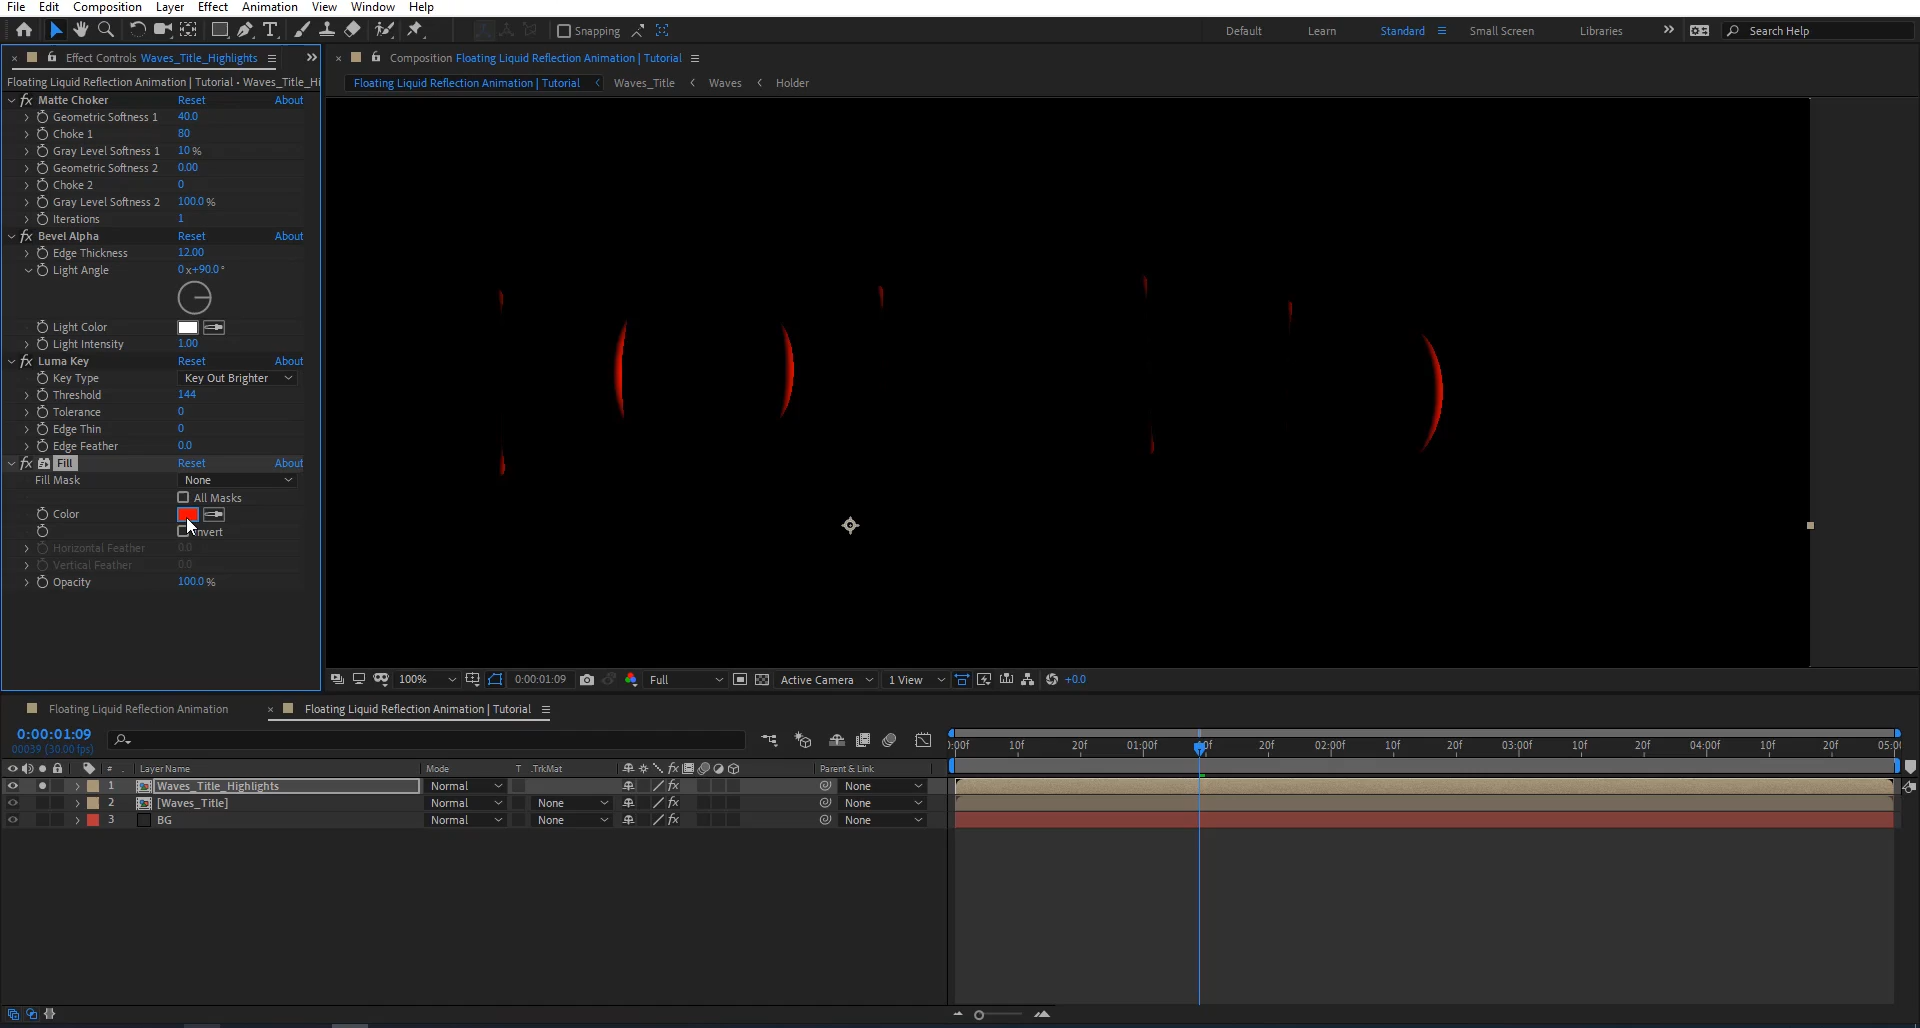 File Edit Composition Layer Effect Animation View Window Help
Snapping Default Learn Standard Small Screen Libraries Search Help
Effect Controls Waves_Title_Highlights
Floating Liquid Reflection Animation | Tutorial - Waves_Title_Hi
Matte Choker Reset About
Geometric Softness 1 40.0
Choke 1 80
Gray Level Softness 1 10 %
Geometric Softness 2 0.00
Choke 2 0
Gray Level Softness 2 100.0 %
Iterations 1
Bevel Alpha Reset About
Edge Thickness 12.00
Light Angle 0 x+90.0 °
Light Color
Light Intensity 1.00
Luma Key Reset About
Key Type Key Out Brighter
Threshold 144
Tolerance 0
Edge Thin 0
Edge Feather 0.0
Fill Reset About
Fill Mask None
All Masks
Color
Invert
Horizontal Feather 0.0
Vertical Feather 0.0
Opacity 100.0 %
Composition Floating Liquid Reflection Animation | Tutorial
Floating Liquid Reflection Animation | Tutorial Waves_Title Waves Holder
100% 0:00:01:09 Full Active Camera 1 View +0.0
Floating Liquid Reflection Animation Floating Liquid Reflection Animation | Tutorial
0:00:01:09
00039 (30.00 fps)
:00f 10f 20f 01:00f 0f 20f 02:00f 10f 20f 03:00f 10f 20f 04:00f 10f 20f 05:0
# Layer Name Mode T .TrkMat Parent & Link
1 Waves_Title_Highlights Normal None
2 [Waves_Title] Normal None None
3 BG Normal None None